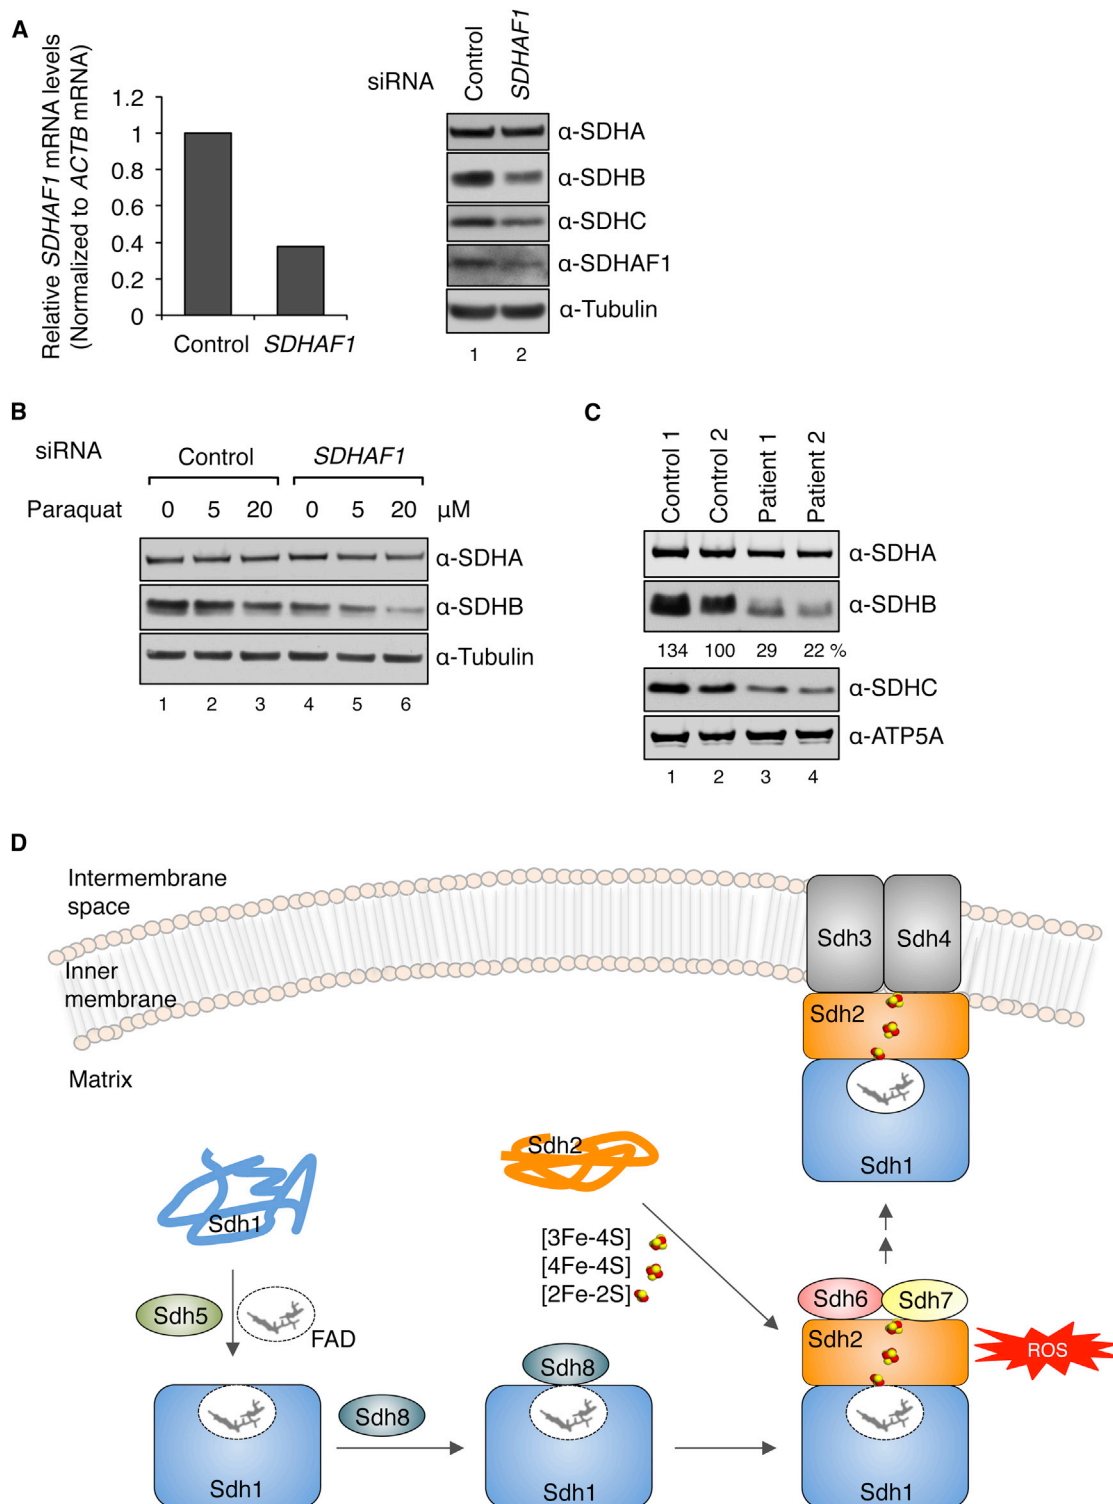 A
Relative SDHAF1 mRNA levels
(Normalized to ACTB mRNA)
1.2
1
0.8
0.6
0.4
0.2
0
Control SDHAF1
siRNA
Control
SDHAF1
α-SDHA
α-SDHB
α-SDHC
α-SDHAF1
α-Tubulin
1 2
B
siRNA
Control SDHAF1
Paraquat 0 5 20 0 5 20 μM
α-SDHA
α-SDHB
α-Tubulin
1 2 3 4 5 6
C
Control 1
Control 2
Patient 1
Patient 2
α-SDHA
α-SDHB
134 100 29 22 %
α-SDHC
α-ATP5A
1 2 3 4
D
Intermembrane
space
Inner
membrane
Matrix
Sdh3 Sdh4
Sdh2
Sdh1
Sdh1
Sdh5
FAD
Sdh1
Sdh8
Sdh2
[3Fe-4S]
[4Fe-4S]
[2Fe-2S]
Sdh8
Sdh1
Sdh6 Sdh7
Sdh2
ROS
Sdh1